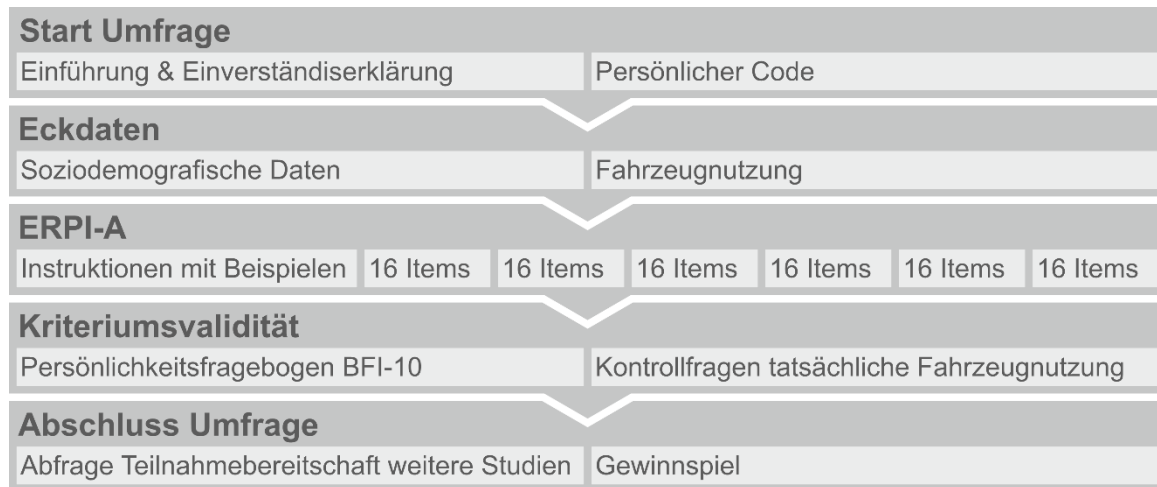 Start Umfrage
Einführung & Einverständiserklärung Persönlicher Code
Eckdaten
Soziodemografische Daten Fahrzeugnutzung
ERPI-A
Instruktionen mit Beispielen 16 Items 16 Items 16 Items 16 Items 16 Items 16 Items
Kriteriumsvalidität
Persönlichkeitsfragebogen BFI-10 Kontrollfragen tatsächliche Fahrzeugnutzung
Abschluss Umfrage
Abfrage Teilnahmebereitschaft weitere Studien Gewinnspiel